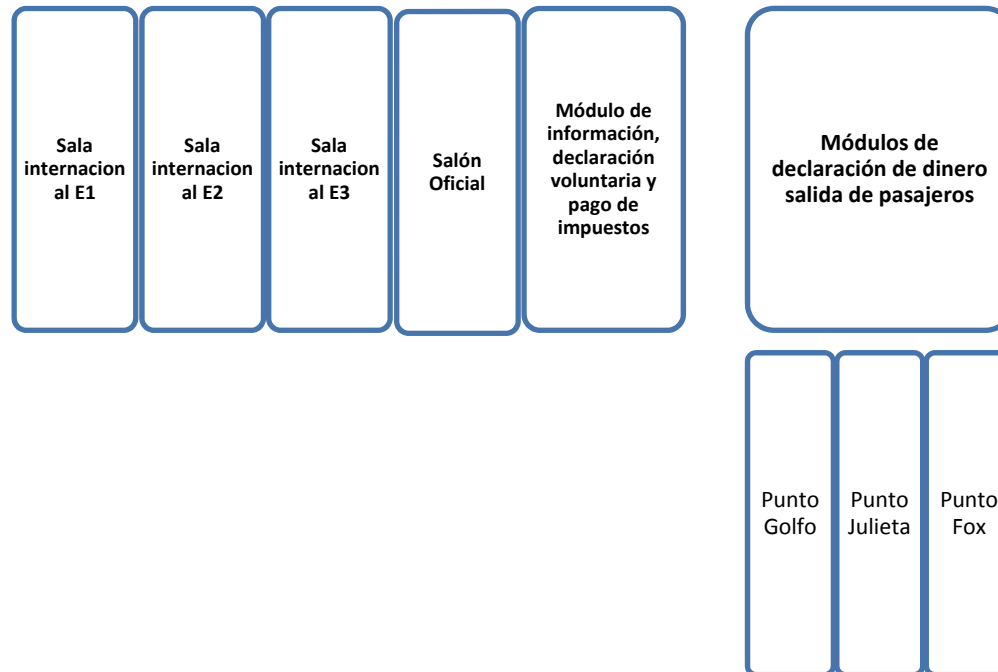 Sala
internacion
al E1
Sala
internacion
al E2
Sala
internacion
al E3
Salón
Oficial
Módulo de
información,
declaración
voluntaria y
pago de
impuestos
Módulos de
declaración de dinero
salida de pasajeros
Punto
Golfo
Punto
Julieta
Punto
Fox